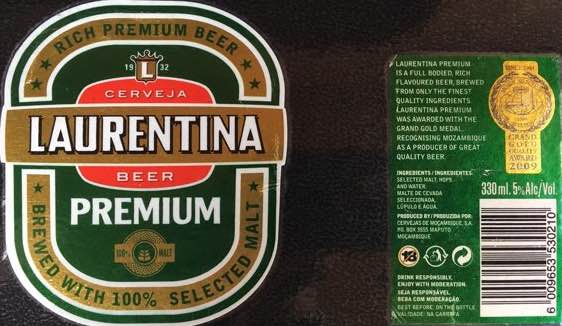 RICH PREMIUM BEER
19 L 32
CERVEJA
LAURENTINA
BEER
PREMIUM
100% MALT
BREWED WITH 100% SELECTED MALT
LAURENTINA PREMIUM
IS A FULL BODIED, RICH
FLAVOURED BEER, BREWED
FROM ONLY THE FINEST
QUALITY INGREDIENTS.
LAURENTINA PREMIUM
WAS AWARDED WITH THE
GRAND GOLD MEDAL,
RECOGNISING MOZAMBIQUE
AS A PRODUCER OF GREAT
QUALITY BEER.
INGREDIENTS / INGREDIENTES:
SELECTED MALT, HOPS
AND WATER.
MALTE DE CEVADA
SELECCIONADA,
LÚPULO E ÁGUA.
PRODUCED BY / PRODUZIDA POR:
CERVEJAS DE MOÇAMBIQUE, S.A.
P.O. BOX 3555 MAPUTO
MOÇAMBIQUE
18
DRINK RESPONSIBLY,
ENJOY WITH MODERATION.
SEJA RESPONSÁVEL,
BEBA COM MODERAÇÃO.
BEST BEFORE: ON THE BOTTLE
VALIDADE: NA GARRAFA
GRAND
GOLD
QUALITY
AWARD
2009
330 ml. 5% Alc/Vol.
6 009653 530210